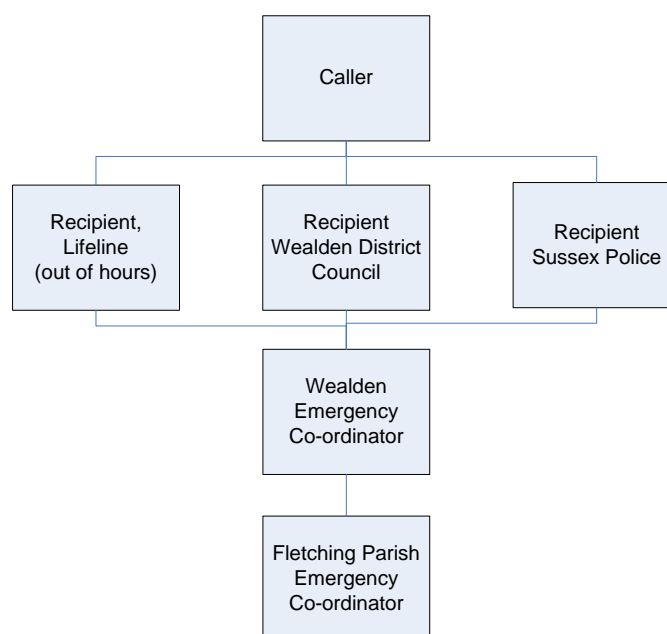 Caller
Recipient,
Lifeline
(out of hours)
Recipient
Wealden District
Council
Recipient
Sussex Police
Wealden
Emergency
Co-ordinator
Fletching Parish
Emergency
Co-ordinator